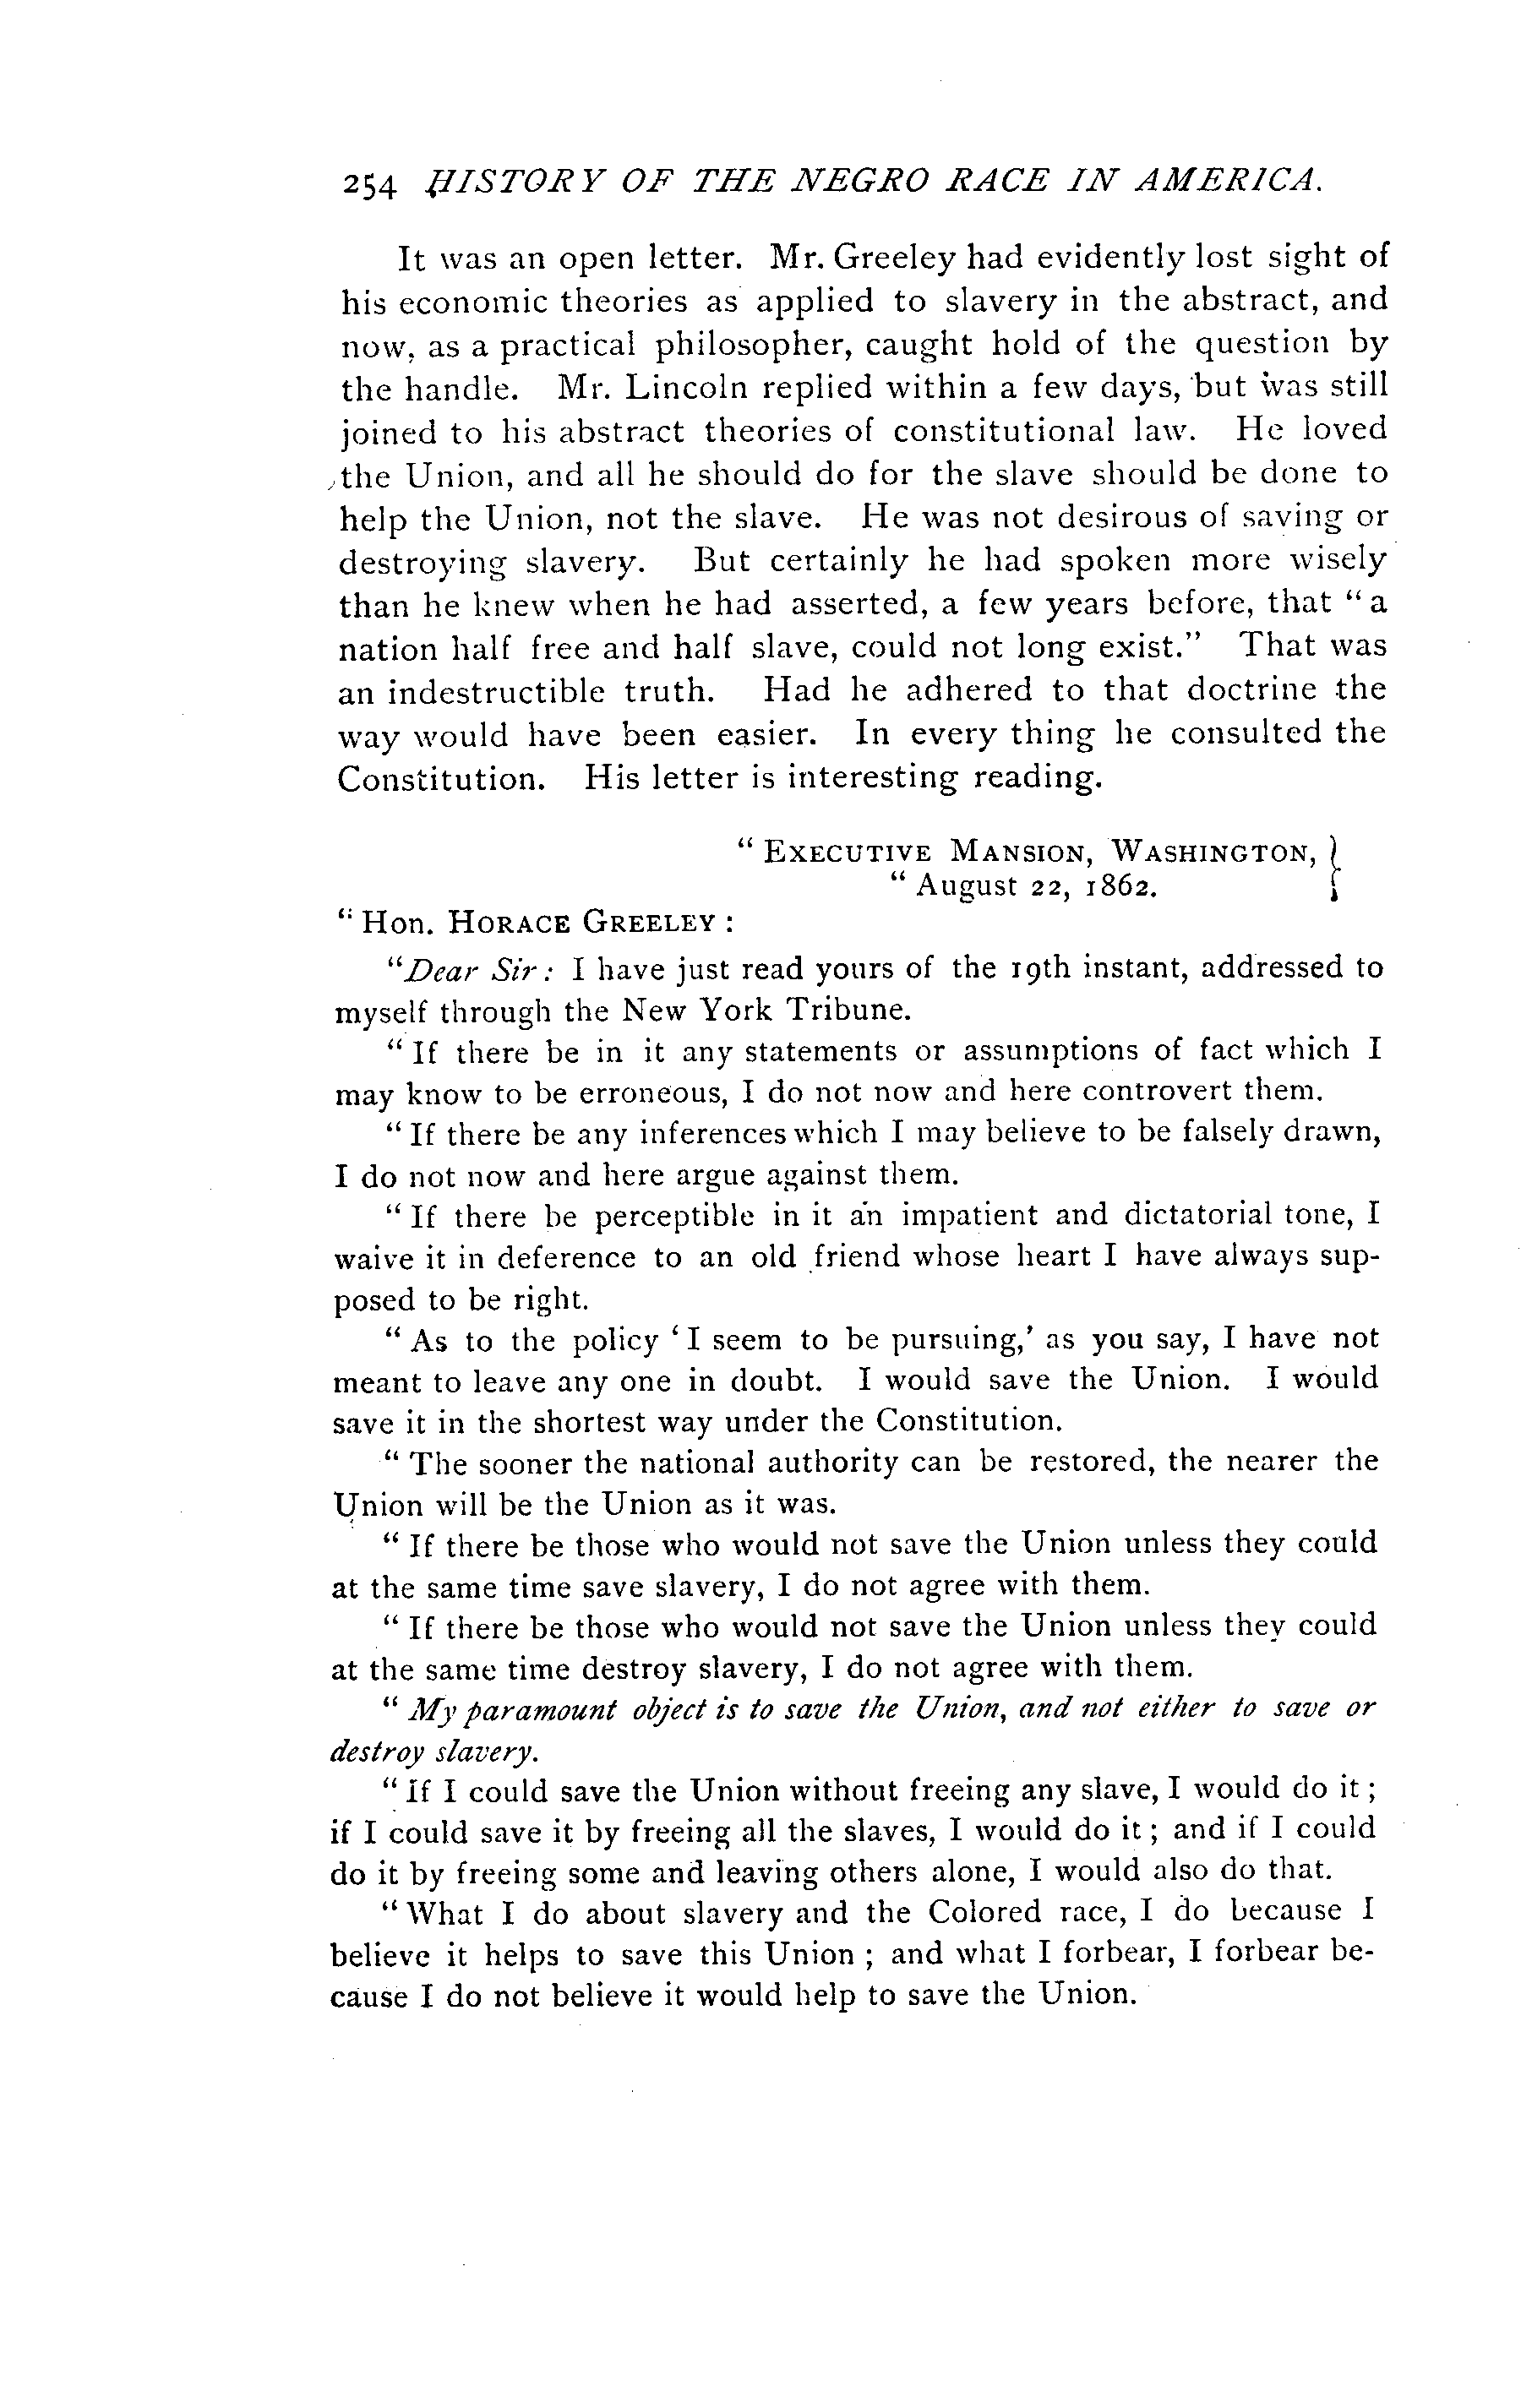 254 HISTORY OF THE NEGRO RACE IN AMERICA.
It was an open letter. Mr. Greeley had evidently lost sight of
his economic theories as applied to slavery in the abstract, and
now, as a practical philosopher, caught hold of the question by
the handle. Mr. Lincoln replied within a few days, but was still
joined to his abstract theories of constitutional law. He loved
the Union, and all he should do for the slave should be done to
help the Union, not the slave. He was not desirous of saving or
destroying slavery. But certainly he had spoken more wisely
than he knew when he had asserted, a few years before, that “a
nation half free and half slave, could not long exist.” That was
an indestructible truth. Had he adhered to that doctrine the
way would have been easier. In every thing he consulted the
Constitution. His letter is interesting reading.
“EXECUTIVE MANSION, WASHINGTON, }
“August 22, 1862.
“Hon. HORACE GREELEY :
“Dear Sir : I have just read yours of the 19th instant, addressed to
myself through the New York Tribune.
“If there be in it any statements or assumptions of fact which I
may know to be erroneous, I do not now and here controvert them.
“If there be any inferences which I may believe to be falsely drawn,
I do not now and here argue against them.
“If there be perceptible in it an impatient and dictatorial tone, I
waive it in deference to an old friend whose heart I have always sup-
posed to be right.
“As to the policy ‘I seem to be pursuing,’ as you say, I have not
meant to leave any one in doubt. I would save the Union. I would
save it in the shortest way under the Constitution.
“The sooner the national authority can be restored, the nearer the
Union will be the Union as it was.
“If there be those who would not save the Union unless they could
at the same time save slavery, I do not agree with them.
“If there be those who would not save the Union unless they could
at the same time destroy slavery, I do not agree with them.
“My paramount object is to save the Union, and not either to save or
destroy slavery.
“If I could save the Union without freeing any slave, I would do it ;
if I could save it by freeing all the slaves, I would do it ; and if I could
do it by freeing some and leaving others alone, I would also do that.
“What I do about slavery and the Colored race, I do because I
believe it helps to save this Union ; and what I forbear, I forbear be-
cause I do not believe it would help to save the Union.